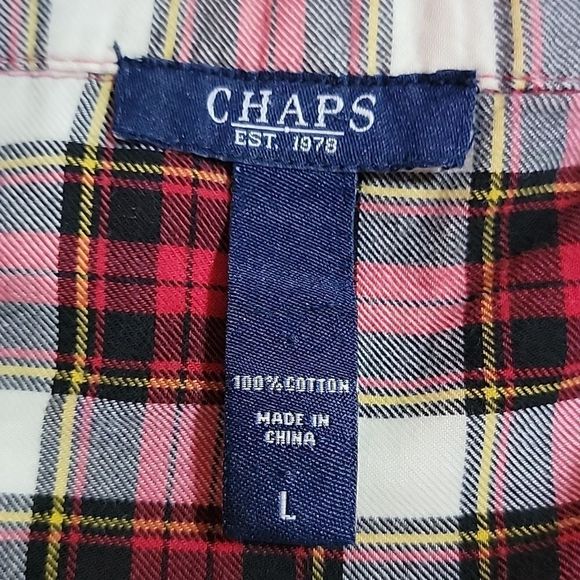 CHAPS
EST. 1978
100% COTTON
MADE IN
CHINA
L